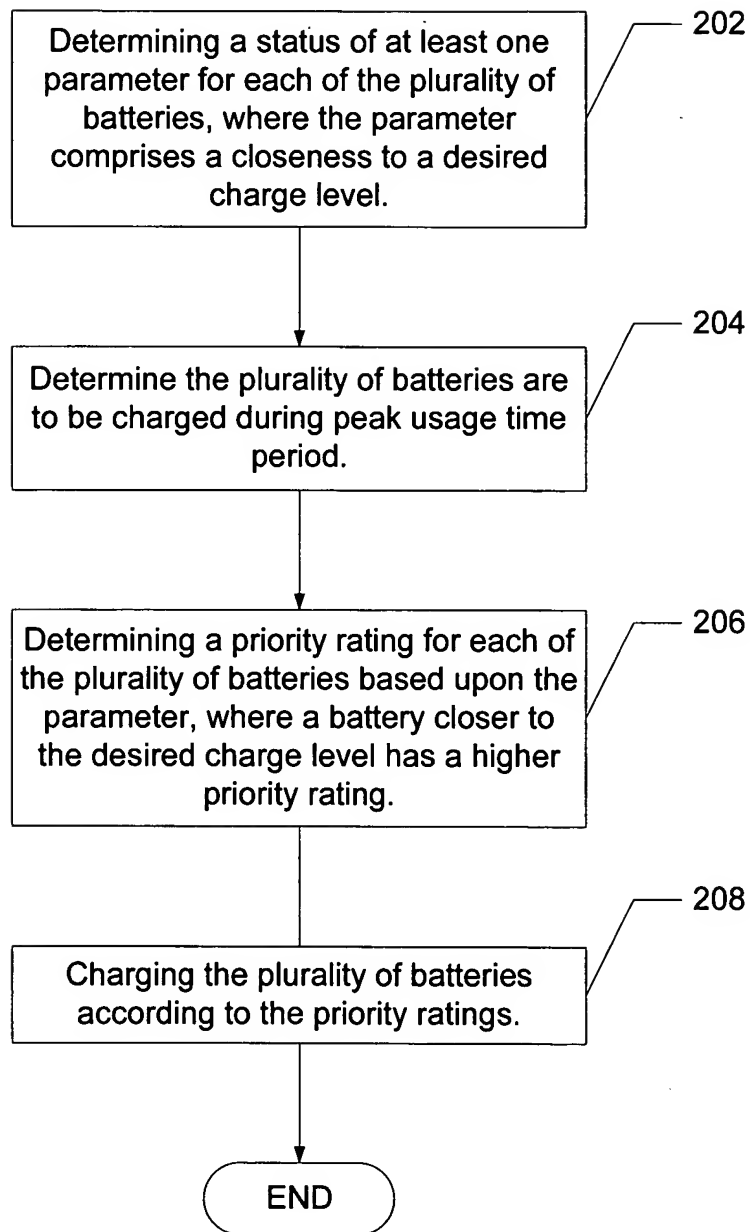 Determining a status of at least one
parameter for each of the plurality of
batteries, where the parameter
comprises a closeness to a desired
charge level.
202
Determine the plurality of batteries are
to be charged during peak usage time
period.
204
Determining a priority rating for each of
the plurality of batteries based upon the
parameter, where a battery closer to
the desired charge level has a higher
priority rating.
206
Charging the plurality of batteries
according to the priority ratings.
208
END